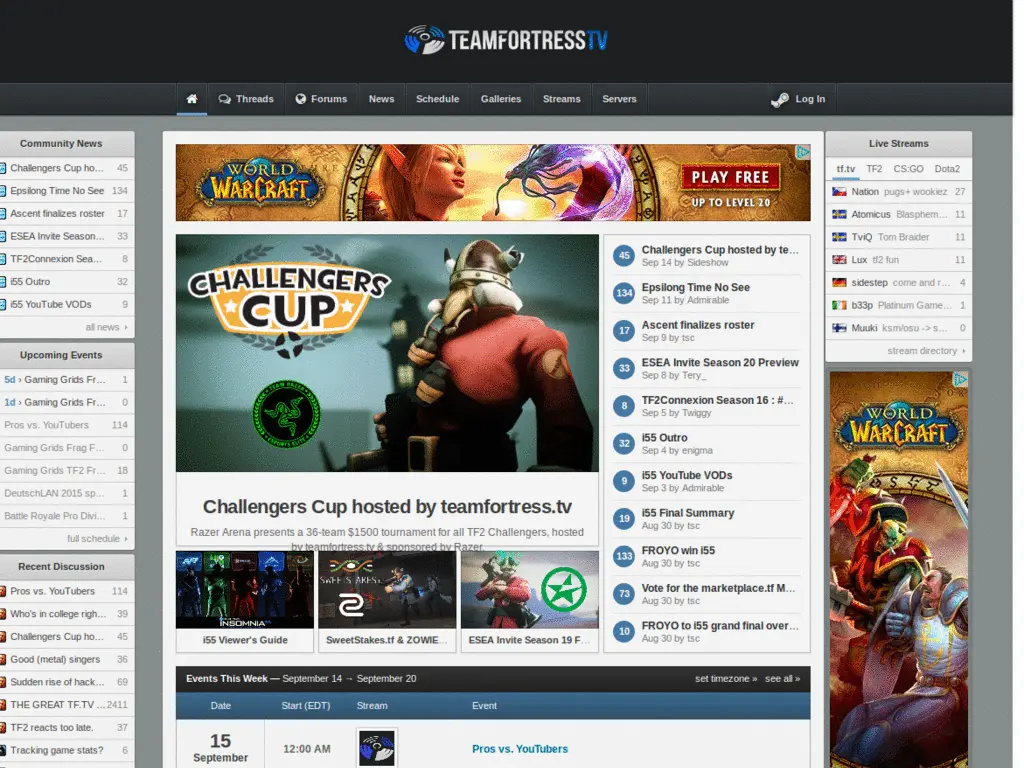 TEAMFORTRESSTV
Threads
Forums
News
Schedule
Galleries
Streams
Servers
Log In
Community News
Challengers Cup ho... 45
Epsilong Time No See 134
Ascent finalizes roster 17
ESEA Invite Season... 33
TF2Connexion Sea... 8
i55 Outro 32
i55 YouTube VODs 9
all news ›
Upcoming Events
5d › Gaming Grids Fr... 1
1d › Gaming Grids Fr... 0
Pros vs. YouTubers 114
Gaming Grids Frag F... 0
Gaming Grids TF2 Fr... 18
DeutschLAN 2015 sp... 1
Battle Royale Pro Divi... 1
full schedule ›
Recent Discussion
Pros vs. YouTubers 114
Who's in college righ... 39
Challengers Cup ho... 45
Good (metal) singers 36
Sudden rise of hack... 69
THE GREAT TF.TV ... 2411
TF2 reacts too late. 37
Tracking game stats? 6
WORLD
WARCRAFT
PLAY FREE
UP TO LEVEL 20
CHALLENGERS
CUP
Challengers Cup hosted by teamfortress.tv
Razer Arena presents a 36-team $1500 tournament for all TF2 Challengers, hosted
by teamfortress.tv & sponsored by Razer.
INSOMNIA
i55 Viewer's Guide
SweetStakes.tf & ZOWIE...
ESEA Invite Season 19 F...
45 Challengers Cup hosted by te...
Sep 14 by Sideshow
134 Epsilong Time No See
Sep 11 by Admirable
17 Ascent finalizes roster
Sep 9 by tsc
33 ESEA Invite Season 20 Preview
Sep 8 by Tery_
8 TF2Connexion Season 16 : #...
Sep 5 by Twiggy
32 i55 Outro
Sep 4 by enigma
9 i55 YouTube VODs
Sep 3 by Admirable
19 i55 Final Summary
Aug 30 by tsc
133 FROYO win i55
Aug 30 by tsc
73 Vote for the marketplace.tf M...
Aug 30 by tsc
10 FROYO to i55 grand final over...
Aug 30 by tsc
Events This Week — September 14 → September 20
set timezone » see all »
Date Start (EDT) Stream Event
15
September
12:00 AM
Pros vs. YouTubers
Live Streams
tf.tv TF2 CS:GO Dota2
Nation pugs+ wookiez 27
Atomicus Blasphem... 11
TviQ Tom Braider 11
Lux tf2 fun 11
sidestep come and r... 4
b33p Platinum Game... 1
Muuki ksm/osu -> s... 0
stream directory ›
WORLD
WARCRAFT